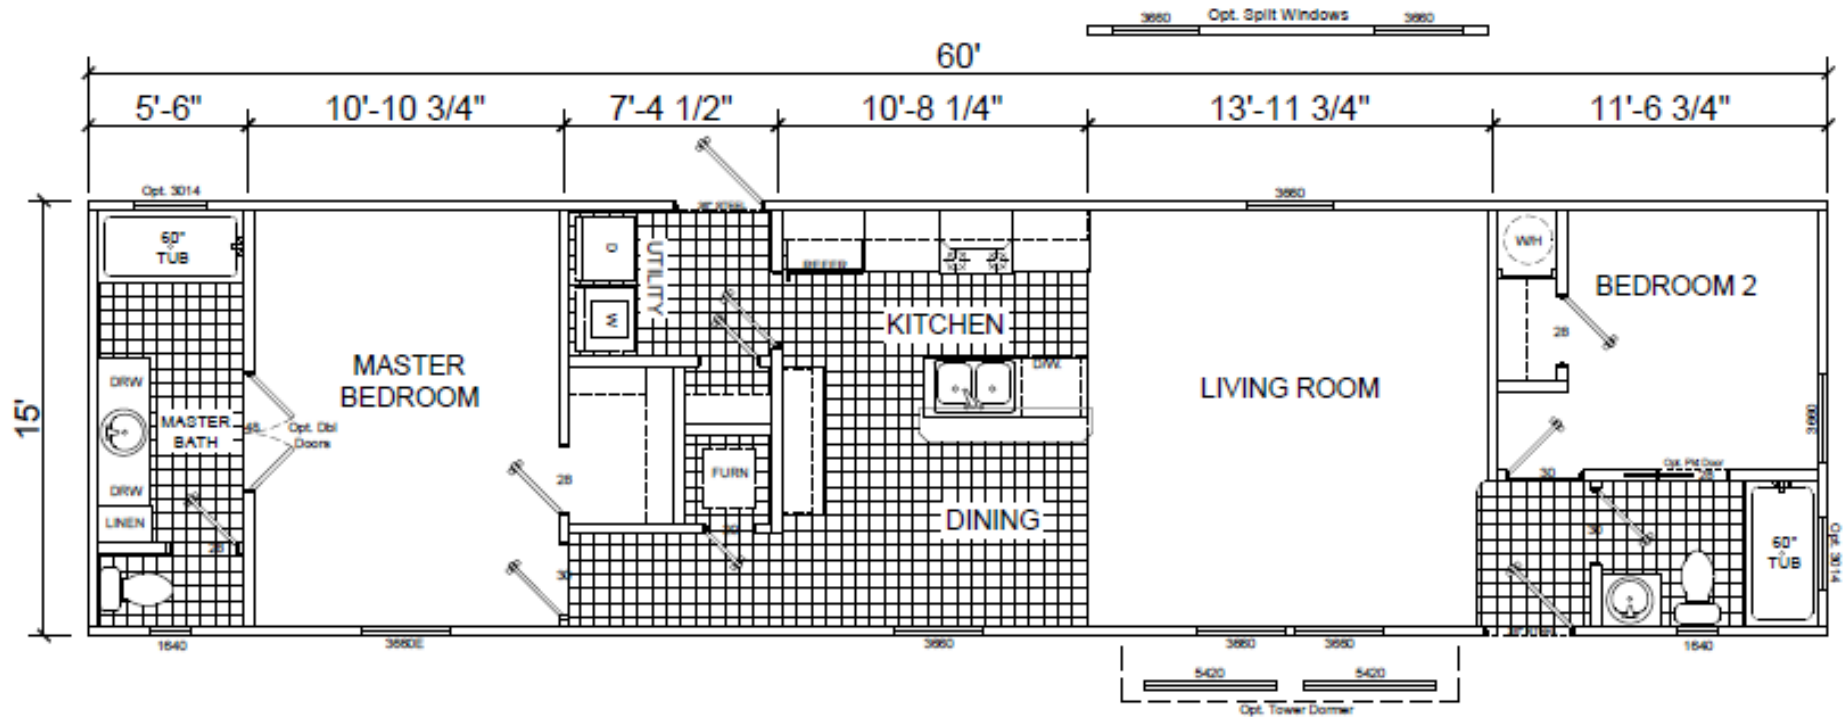 3660 Opt. Split Windows 3660
60'
5'-6" 10'-10 3/4" 7'-4 1/2" 10'-8 1/4" 13'-11 3/4" 11'-6 3/4"
Opt. 3014
3660
60"
TUB
D
UTILITY
W
REFER
W/H
BEDROOM 2
KITCHEN
28
MASTER
BEDROOM
D/W.
LIVING ROOM
15'
DRW
MASTER
BATH
Opt. Dbl
Doors
3660
DRW
LINEN
28
28
FURN
30
DINING
30
Opt. Pkt Door
28
30
30
60"
TUB
Opt. 3014
1640
3660E
3660
3660
3660
1640
5420
5420
Opt. Tower Dormer